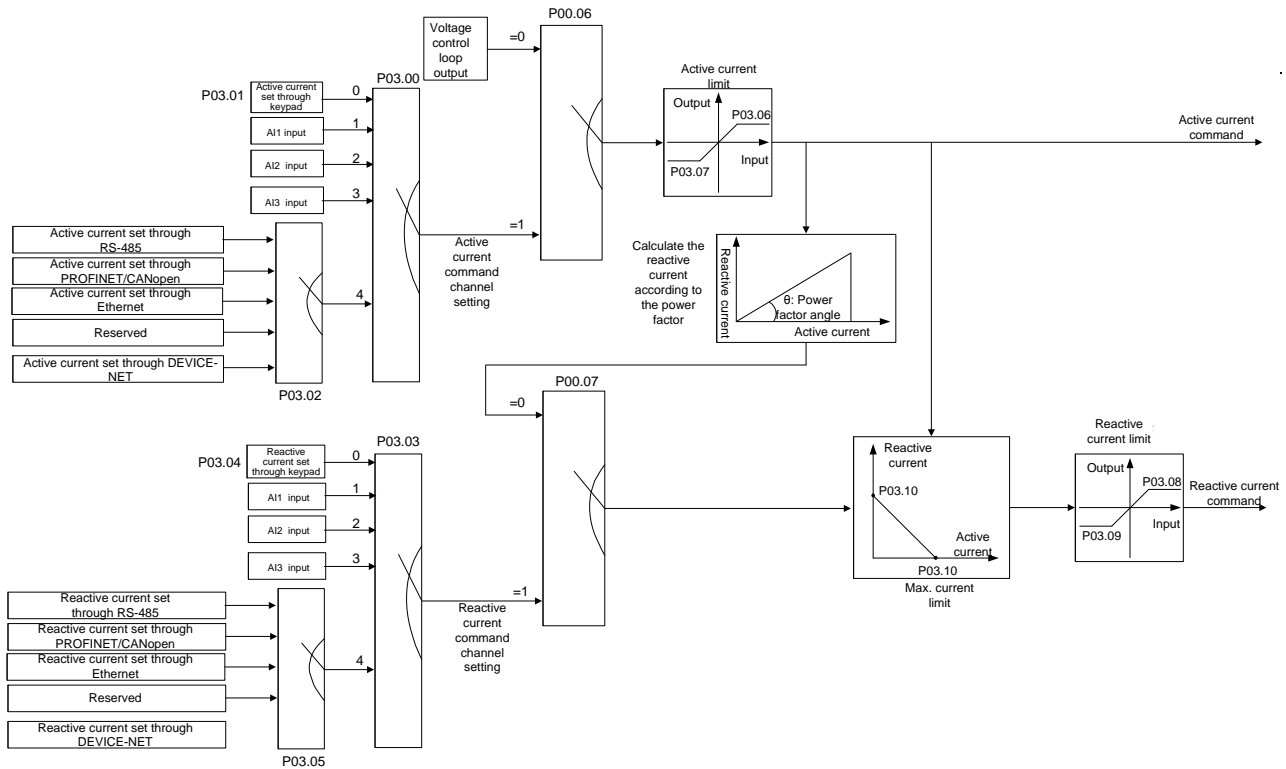 P00.06
Voltage
control
loop
output
=0
P03.00
P03.01
Active current
set through
keypad
0
AI1 input
1
AI2 input
2
AI3 input
3
Active current set through
RS-485
Active current set through
PROFINET/CANopen
Active current set through
Ethernet
Reserved
Active current set through DEVICE-
NET
P03.02
4
=1
Active
current
command
channel
setting
Active current
limit
Output
P03.06
Input
P03.07
Active current
command
Calculate the
reactive
current
according to
the power
factor
Reactive current
θ: Power
factor angle
Active current
P00.07
=0
P03.03
P03.04
Reactive
current set
through keypad
0
AI1 input
1
AI2 input
2
AI3 input
3
Reactive current set
through RS-485
Reactive current set through
PROFINET/CANopen
Reactive current set through
Ethernet
Reserved
Reactive current set through
DEVICE-NET
P03.05
4
=1
Reactive
current
command
channel
setting
Reactive
current
P03.10
Active
current
P03.10
Max. current
limit
Reactive
current limit
Output
P03.08
Input
P03.09
Reactive current
command